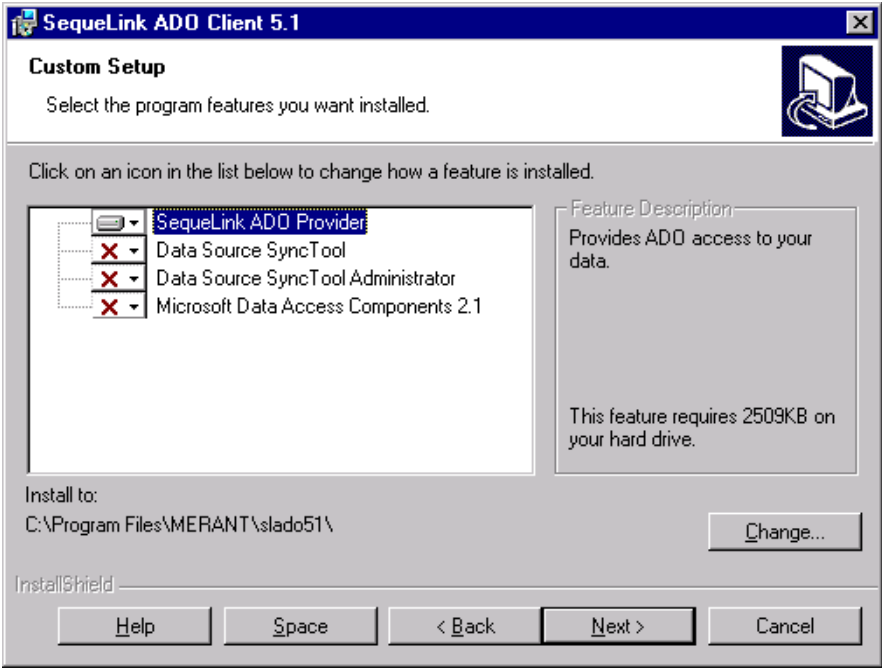 SequeLink ADO Client 5.1
Custom Setup
Select the program features you want installed.
Click on an icon in the list below to change how a feature is installed.
SequeLink ADO Provider
Data Source SyncTool
Data Source SyncTool Administrator
Microsoft Data Access Components 2.1
Feature Description
Provides ADO access to your
data.
This feature requires 2509KB on
your hard drive.
Install to:
C:\Program Files\MERANT\slado51\
Change...
InstallShield
Help
Space
< Back
Next >
Cancel